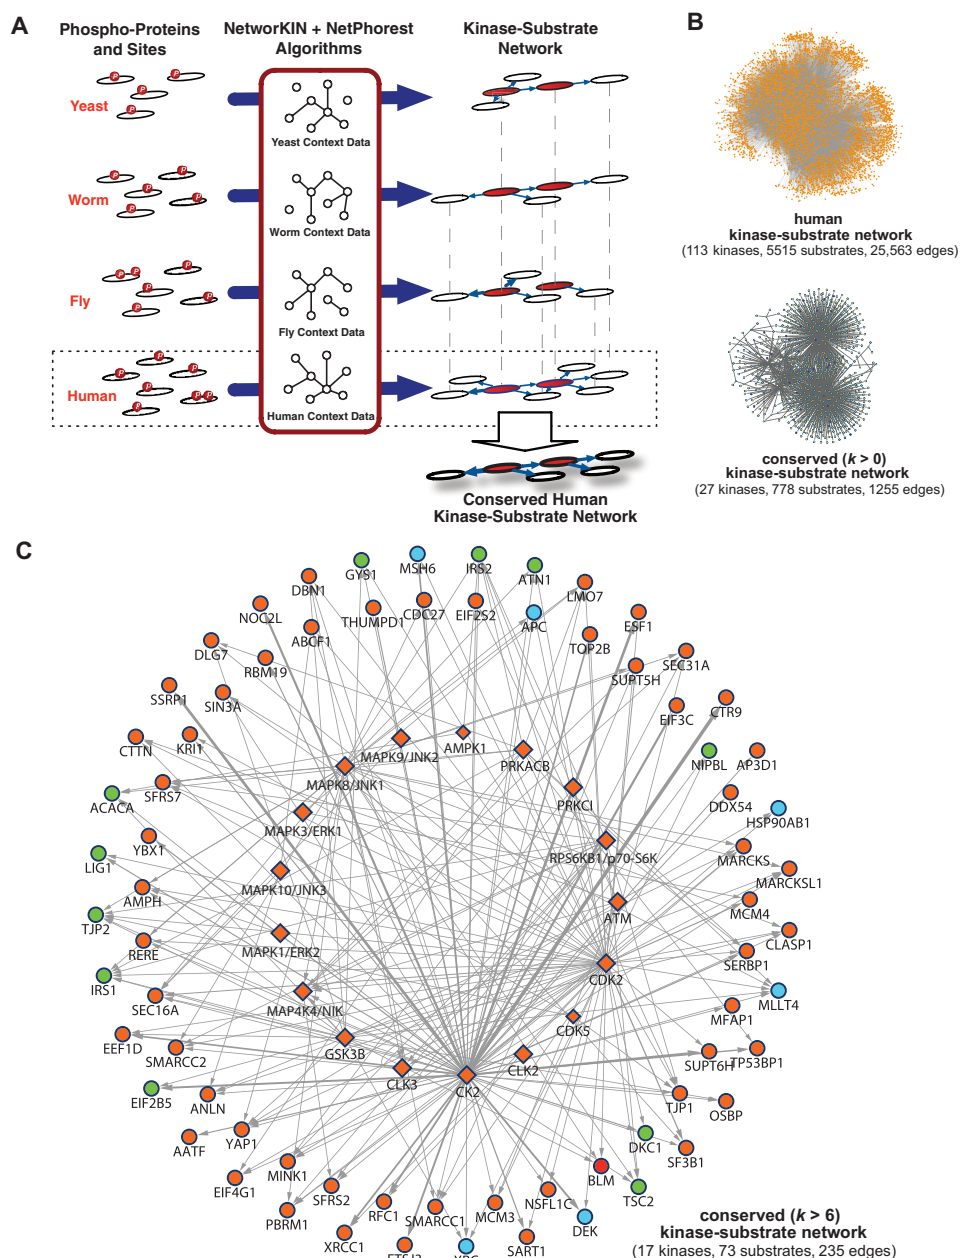 A
Phospho-Proteins
and Sites
NetworKIN + NetPhorest
Algorithms
Kinase-Substrate
Network
Yeast
Yeast Context Data
Worm
Worm Context Data
Fly
Fly Context Data
Human
Human Context Data
Conserved Human
Kinase-Substrate Network
B
human
kinase-substrate network
(113 kinases, 5515 substrates, 25,563 edges)
conserved (k > 0)
kinase-substrate network
(27 kinases, 778 substrates, 1255 edges)
C
GYS1
MSH6
IRS2
ATN1
DBN1
LMO7
NOC2L
THUMPD1
CDC27
EIF2S2
APC
ESF1
ABCF1
TOP2B
DLG7
RBM19
SUPT5H
SEC31A
SSRP1
SIN3A
EIF3C
CTR9
CTTN
KRI1
MAPK9/JNK2
AMPK1
PRKACB
NIPBL
AP3D1
MAPK8/JNK1
ACACA
SFRS7
PRKCI
DDX54
HSP90AB1
MAPK3/ERK1
YBX1
RPS6KB1/p70-S6K
MARCKS
LIG1
MARCKSL1
AMPH
MAPK10/JNK3
ATM
MCM4
TJP2
CLASP1
RERE
MAPK1/ERK2
SERBP1
IRS1
CDK2
MLLT4
SEC16A
MAP4K4/NIK
MFAP1
EEF1D
SMARCC2
GSK3B
CDK5
SUPT6H
TP53BP1
CLK3
CK2
CLK2
EIF2B5
ANLN
TJP1
OSBP
AATF
YAP1
DKC1
SF3B1
EIF4G1
MINK1
BLM
TSC2
PBRM1
SFRS2
RFC1
SMARCC1
MCM3
NSFL1C
DEK
XRCC1
SART1
conserved (k > 6)
kinase-substrate network
(17 kinases, 73 substrates, 235 edges)